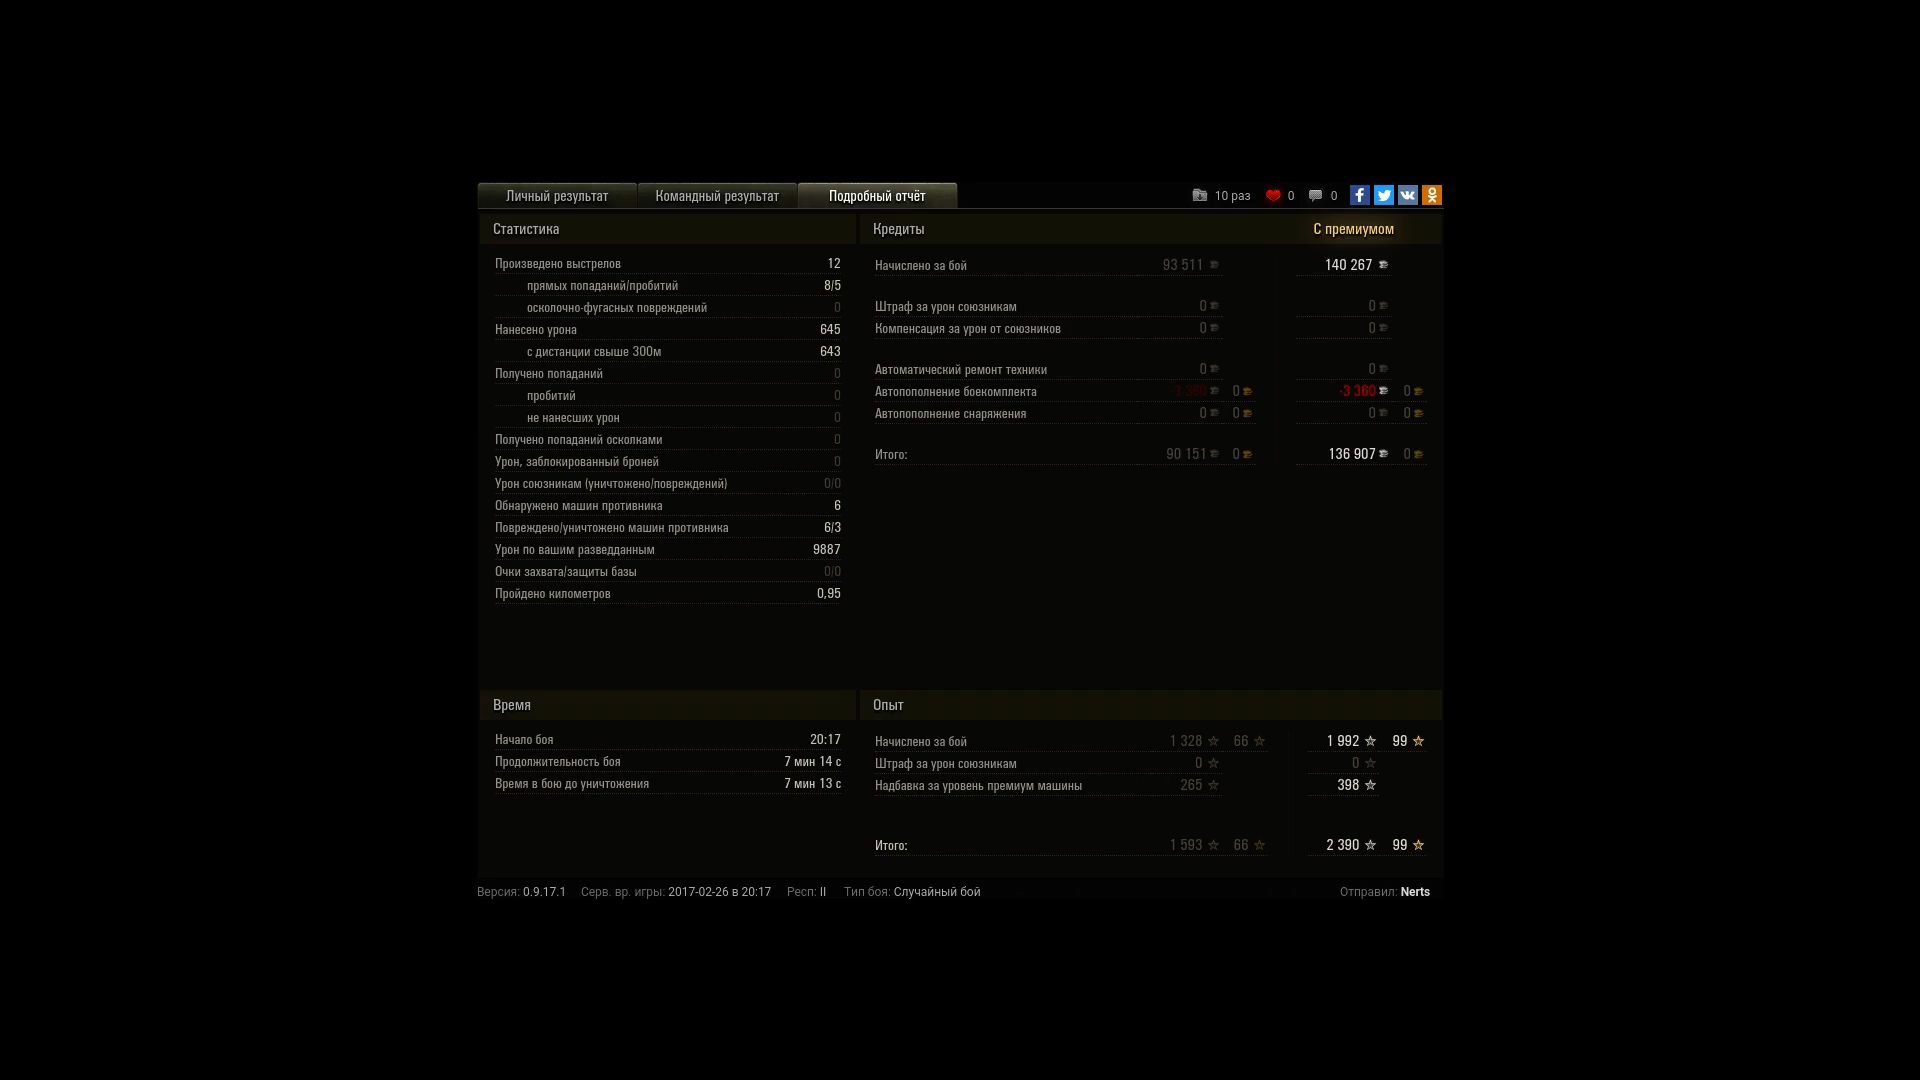 Личный результат Командный результат Подробный отчёт 10 раз 0 0
Статистика
Произведено выстрелов 12
прямых попаданий/пробитий 8/5
осколочно-фугасных повреждений 0
Нанесено урона 645
с дистанции свыше 300м 643
Получено попаданий 0
пробитий 0
не нанесших урон 0
Получено попаданий осколками 0
Урон, заблокированный броней 0
Урон союзникам (уничтожено/повреждений) 0/0
Обнаружено машин противника 6
Повреждено/уничтожено машин противника 6/3
Урон по вашим разведданным 9887
Очки захвата/защиты базы 0/0
Пройдено километров 0,95
Кредиты С премиумом
Начислено за бой 93 511 140 267
Штраф за урон союзникам 0 0
Компенсация за урон от союзников 0 0
Автоматический ремонт техники 0 0
Автопополнение боекомплекта -3 360 0 -3 360 0
Автопополнение снаряжения 0 0 0 0
Итого: 90 151 0 136 907 0
Время
Начало боя 20:17
Продолжительность боя 7 мин 14 с
Время в бою до уничтожения 7 мин 13 с
Опыт
Начислено за бой 1 328 66 1 992 99
Штраф за урон союзникам 0 0
Надбавка за уровень премиум машины 265 398
Итого: 1 593 66 2 390 99
Версия: 0.9.17.1 Серв. вр. игры: 2017-02-26 в 20:17 Респ: II Тип боя: Случайный бой Отправил: Nerts